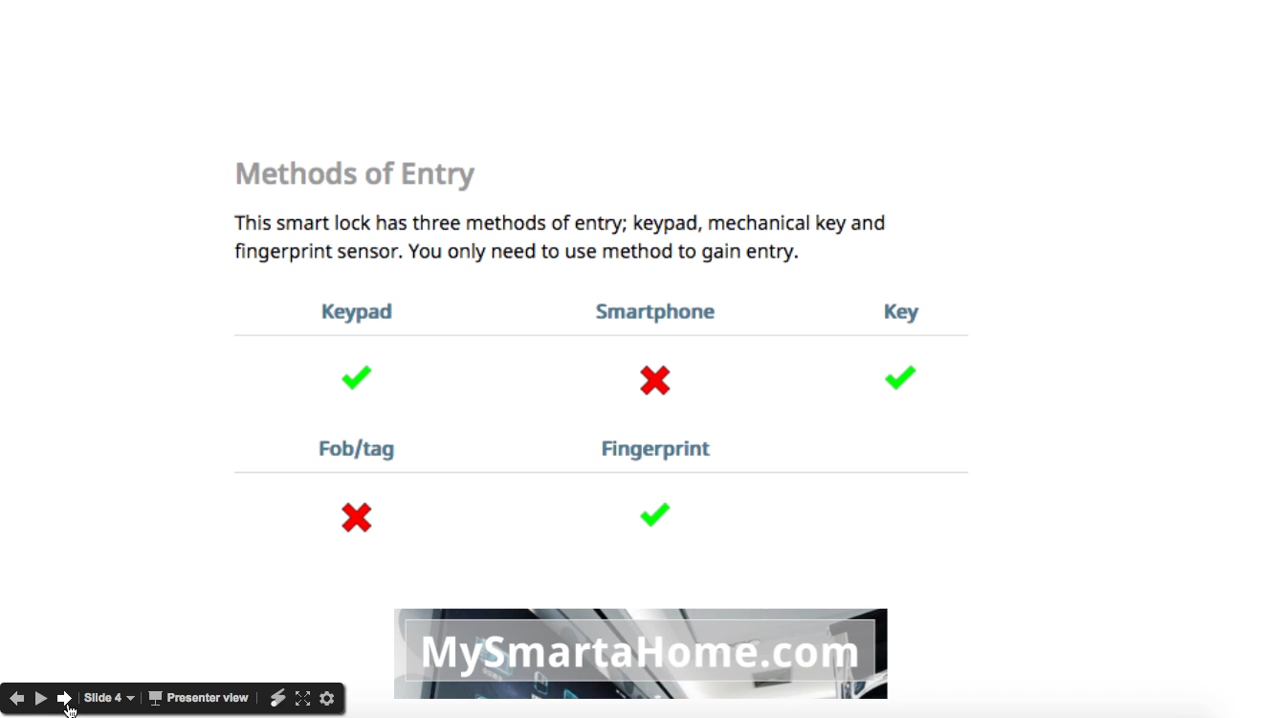 Methods of Entry
This smart lock has three methods of entry; keypad, mechanical key and
fingerprint sensor. You only need to use method to gain entry.
Keypad Smartphone Key
Fob/tag Fingerprint
MySmartaHome.com
Slide 4 Presenter view